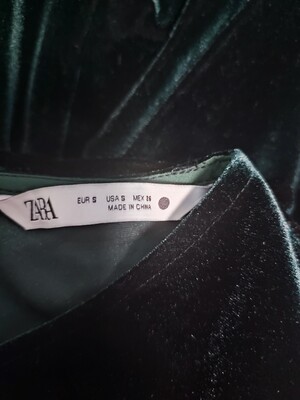 ZARA
EUR S USA S MEX 26
MADE IN CHINA